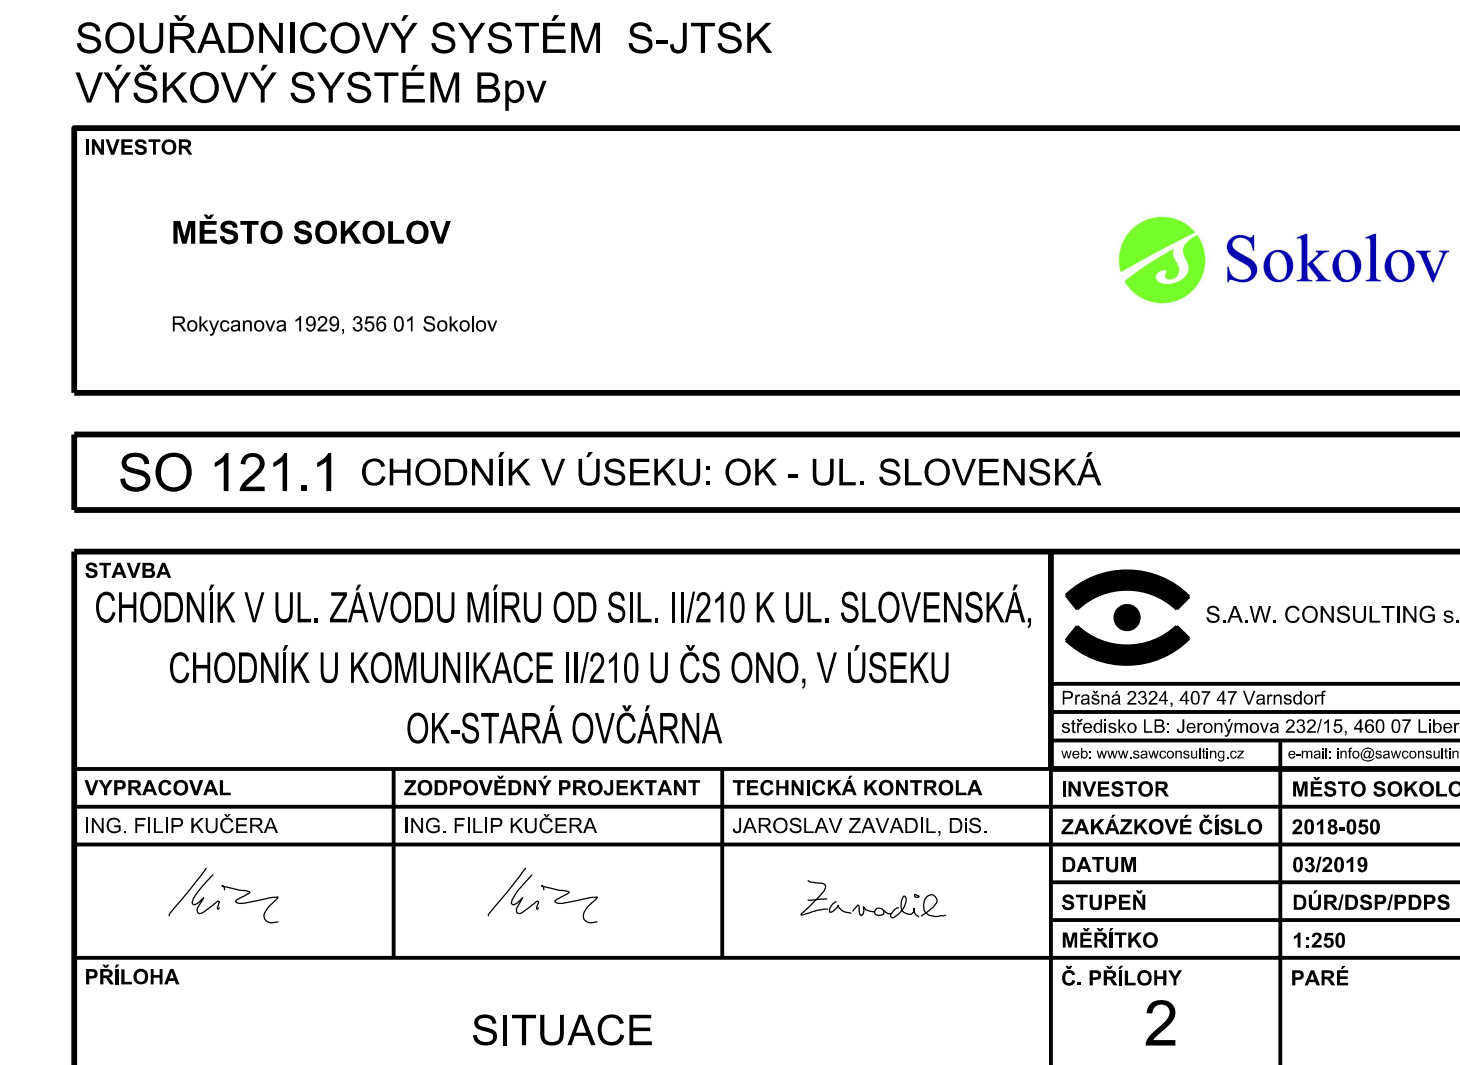 SOUŘADNICOVÝ SYSTÉM S-JTSK
VÝŠKOVÝ SYSTÉM Bpv
INVESTOR
MĚSTO SOKOLOV
Sokolov
Rokycanova 1929, 356 01 Sokolov
SO 121.1 CHODNÍK V ÚSEKU: OK - UL. SLOVENSKÁ
STAVBA
CHODNÍK V UL. ZÁVODU MÍRU OD SIL. II/210 K UL. SLOVENSKÁ,
CHODNÍK U KOMUNIKACE II/210 U ČS ONO, V ÚSEKU
OK-STARÁ OVČÁRNA
S.A.W. CONSULTING s.
Prašná 2324, 407 47 Varnsdorf
středisko LB: Jeronýmova 232/15, 460 07 Liber
web: www.sawconsulting.cz e-mail: info@sawconsultin
VYPRACOVAL ZODPOVĚDNÝ PROJEKTANT TECHNICKÁ KONTROLA
ING. FILIP KUČERA ING. FILIP KUČERA JAROSLAV ZAVADIL, DiS.
Zavadil
INVESTOR MĚSTO SOKOLO
ZAKÁZKOVÉ ČÍSLO 2018-050
DATUM 03/2019
STUPEŇ DÚR/DSP/PDPS
MĚŘÍTKO 1:250
PŘÍLOHA
SITUACE
Č. PŘÍLOHY
2
PARÉ